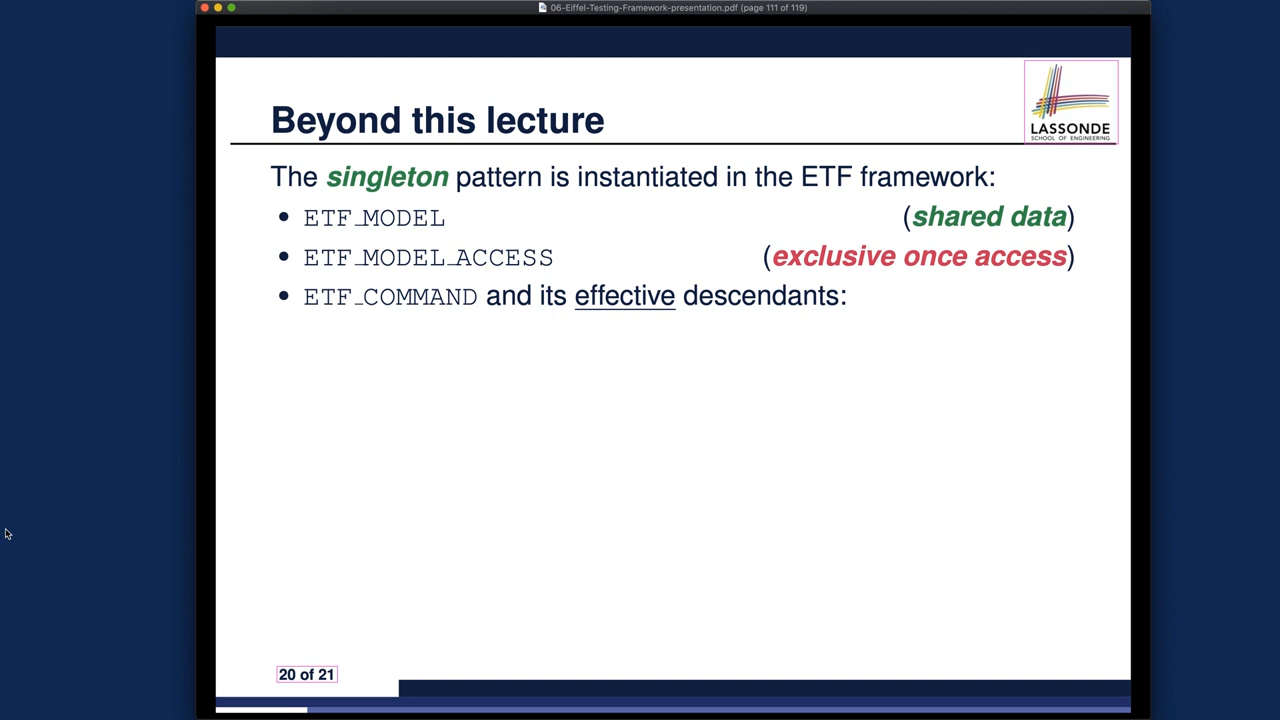 06-Eiffel-Testing-Framework-presentation.pdf (page 111 of 119)
Beyond this lecture
LASSONDE
SCHOOL OF ENGINEERING
The singleton pattern is instantiated in the ETF framework:
• ETF_MODEL (shared data)
• ETF_MODEL_ACCESS (exclusive once access)
• ETF_COMMAND and its effective descendants:
20 of 21